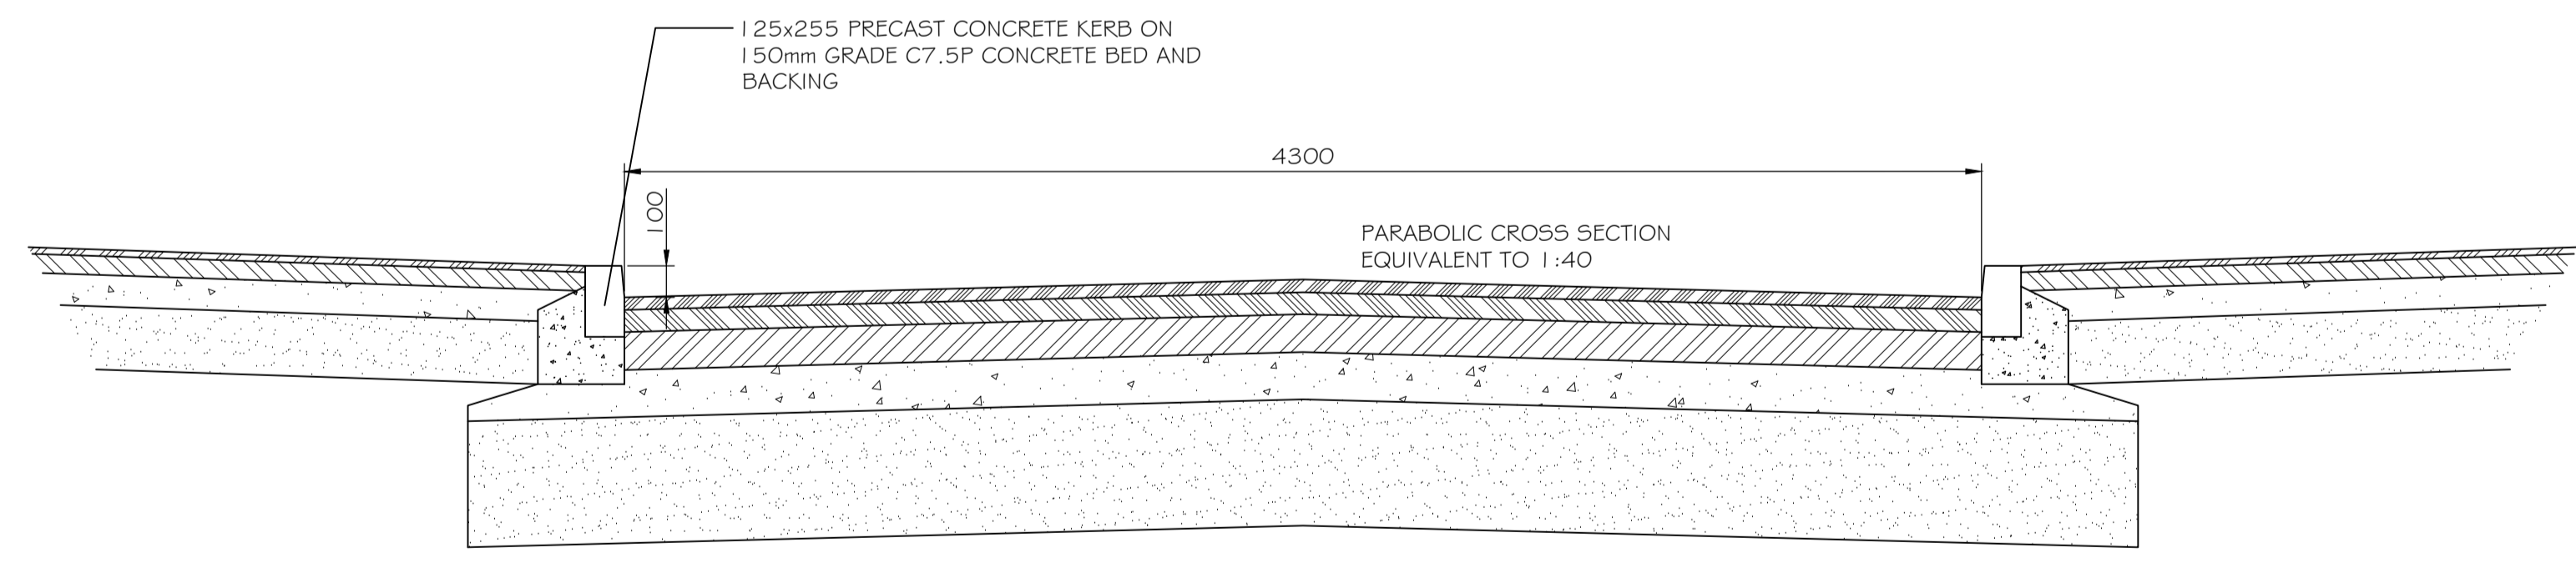 125x255 PRECAST CONCRETE KERB ON
150mm GRADE C7.5P CONCRETE BED AND
BACKING
4300
100
PARABOLIC CROSS SECTION
EQUIVALENT TO 1:40